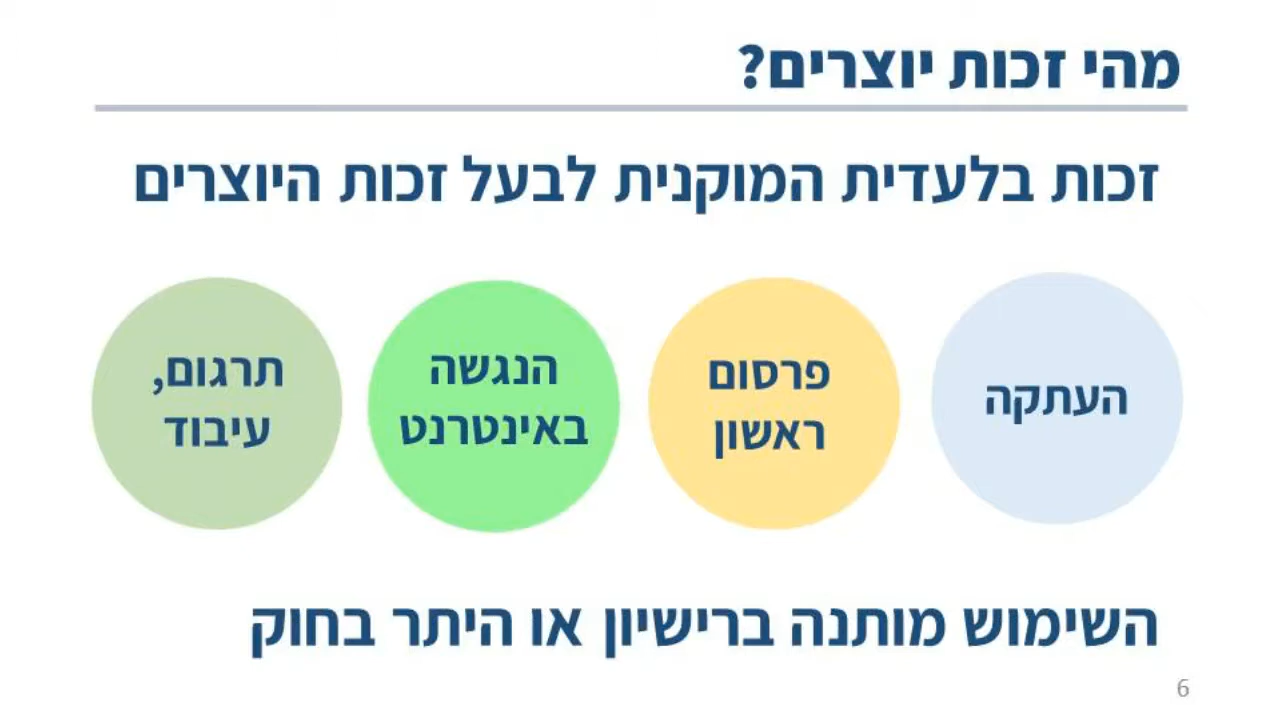 מהי זכות יוצרים?
זכות בלעדית המוקנית לבעל זכות היוצרים
העתקה
פרסום
ראשון
הנגשה
באינטרנט
תרגום,
עיבוד
השימוש מותנה ברישיון או היתר בחוק
6